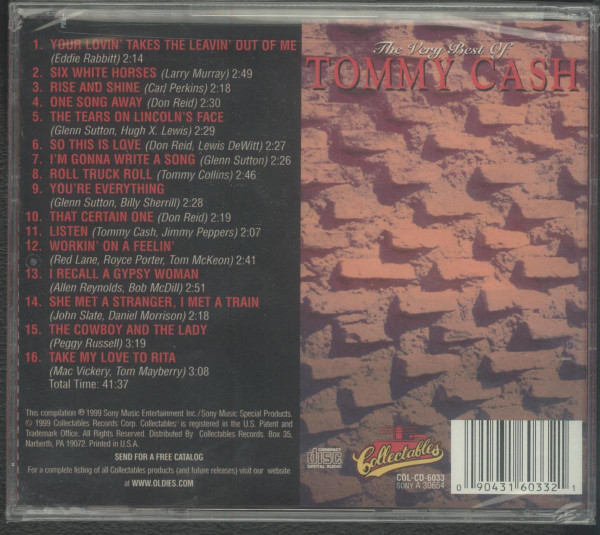 1. YOUR LOVIN' TAKES THE LEAVIN' OUT OF ME
(Eddie Rabbitt) 2:14
2. SIX WHITE HORSES (Larry Murray) 2:49
3. RISE AND SHINE (Carl Perkins) 2:18
4. ONE SONG AWAY (Don Reid) 2:30
5. THE TEARS ON LINCOLN'S FACE
(Glenn Sutton, Hugh X. Lewis) 2:29
6. SO THIS IS LOVE (Don Reid, Lewis DeWitt) 2:27
7. I'M GONNA WRITE A SONG (Glenn Sutton) 2:26
8. ROLL TRUCK ROLL (Tommy Collins) 2:46
9. YOU'RE EVERYTHING
(Glenn Sutton, Billy Sherrill) 2:28
10. THAT CERTAIN ONE (Don Reid) 2:19
11. LISTEN (Tommy Cash, Jimmy Peppers) 2:07
12. WORKIN' ON A FEELIN'
(Red Lane, Royce Porter, Tom McKeon) 2:41
13. I RECALL A GYPSY WOMAN
(Allen Reynolds, Bob McDill) 2:51
14. SHE MET A STRANGER, I MET A TRAIN
(John Slate, Daniel Morrison) 2:18
15. THE COWBOY AND THE LADY
(Peggy Russell) 3:19
16. TAKE MY LOVE TO RITA
(Mac Vickery, Tom Mayberry) 3:08
Total Time: 41:37
This compilation ℗ 1999 Sony Music Entertainment Inc./Sony Music Special Products.
© 1999 Collectables Records Corp. Collectables® is registered in the U.S. Patent and
Trademark Office. All Rights Reserved. Distributed By Collectables Records. Box 35,
Narberth, PA 19072. Printed in U.S.A.
SEND FOR A FREE CATALOG
For a complete listing of all Collectables products (and future releases) visit our website
at WWW.OLDIES.COM
The Very Best Of
TOMMY CASH
COMPACT
disc
DIGITAL AUDIO
Collectables
COL-CD-6033
SONY A 30654
0 90431 60332 1